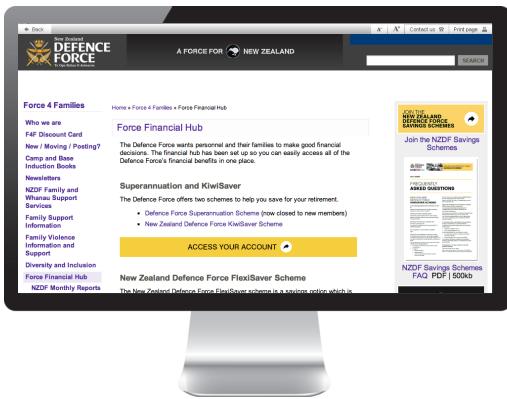 Back
A- A+ Contact us Print page
New Zealand
DEFENCE
FORCE
Te Ope Kātua o Aotearoa
A FORCE FOR NEW ZEALAND
SEARCH
Force 4 Families
Who we are
F4F Discount Card
New / Moving / Posting?
Camp and Base
Induction Books
Newsletters
NZDF Family and
Whanau Support
Services
Family Support
Information
Family Violence
Information and
Support
Diversity and Inclusion
Force Financial Hub
NZDF Monthly Reports
Home » Force 4 Families » Force Financial Hub
Force Financial Hub
The Defence Force wants personnel and their families to make good financial
decisions. The financial hub has been set up so you can easily access all of the
Defence Force's financial benefits in one place.
Superannuation and KiwiSaver
The Defence Force offers two schemes to help you save for your retirement.
• Defence Force Superannuation Scheme (now closed to new members)
• New Zealand Defence Force KiwiSaver Scheme
ACCESS YOUR ACCOUNT
New Zealand Defence Force FlexiSaver Scheme
The New Zealand Defence Force FlexiSaver scheme is a savings option which is
JOIN THE
NEW ZEALAND
DEFENCE FORCE
SAVINGS SCHEMES
Join the NZDF Savings
Schemes
FREQUENTLY
ASKED QUESTIONS
NZDF Savings Schemes
FAQ PDF | 500kb